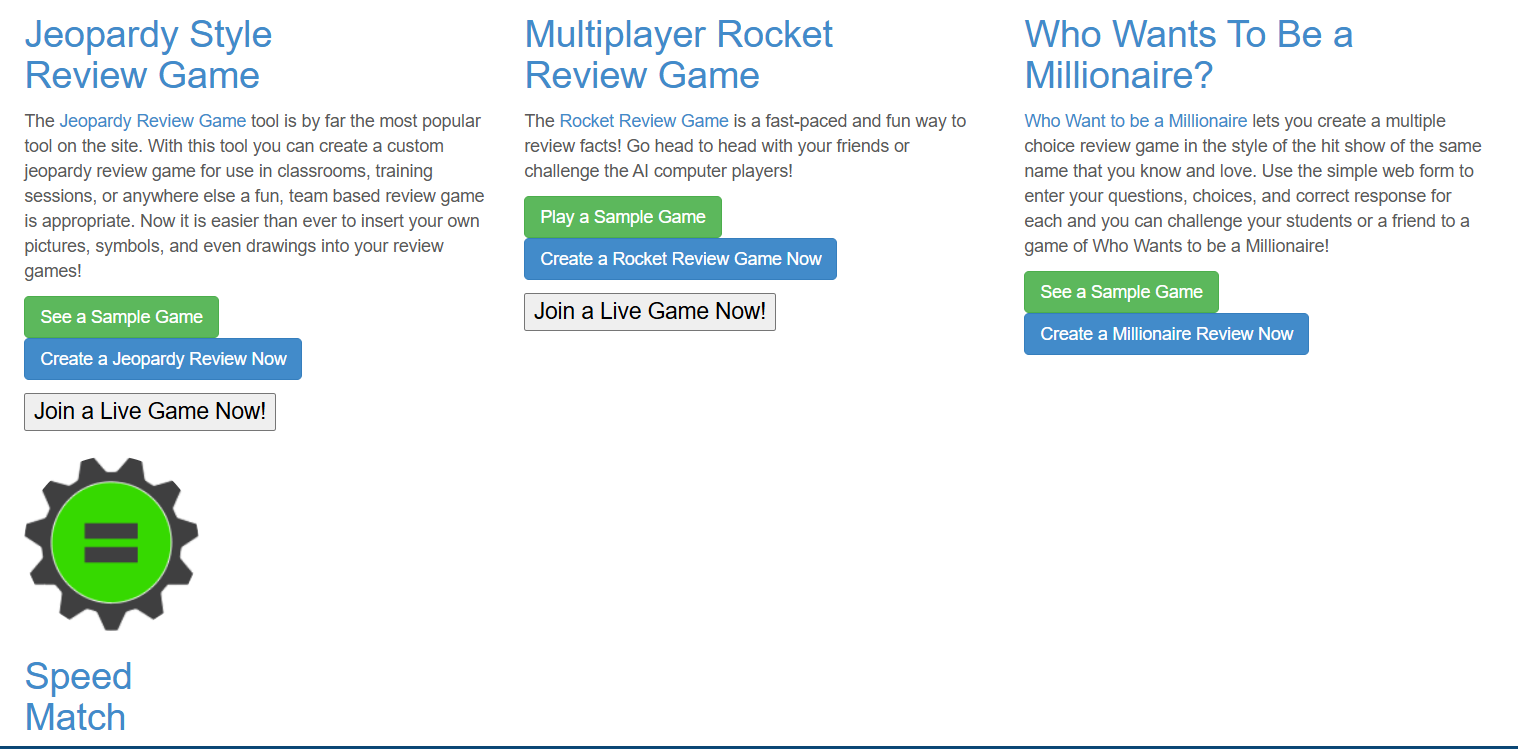 Jeopardy Style
Review Game
The Jeopardy Review Game tool is by far the most popular
tool on the site. With this tool you can create a custom
jeopardy review game for use in classrooms, training
sessions, or anywhere else a fun, team based review game
is appropriate. Now it is easier than ever to insert your own
pictures, symbols, and even drawings into your review
games!
See a Sample Game
Create a Jeopardy Review Now
Join a Live Game Now!
Multiplayer Rocket
Review Game
The Rocket Review Game is a fast-paced and fun way to
review facts! Go head to head with your friends or
challenge the AI computer players!
Play a Sample Game
Create a Rocket Review Game Now
Join a Live Game Now!
Who Wants To Be a
Millionaire?
Who Want to be a Millionaire lets you create a multiple
choice review game in the style of the hit show of the same
name that you know and love. Use the simple web form to
enter your questions, choices, and correct response for
each and you can challenge your students or a friend to a
game of Who Wants to be a Millionaire!
See a Sample Game
Create a Millionaire Review Now
Speed
Match